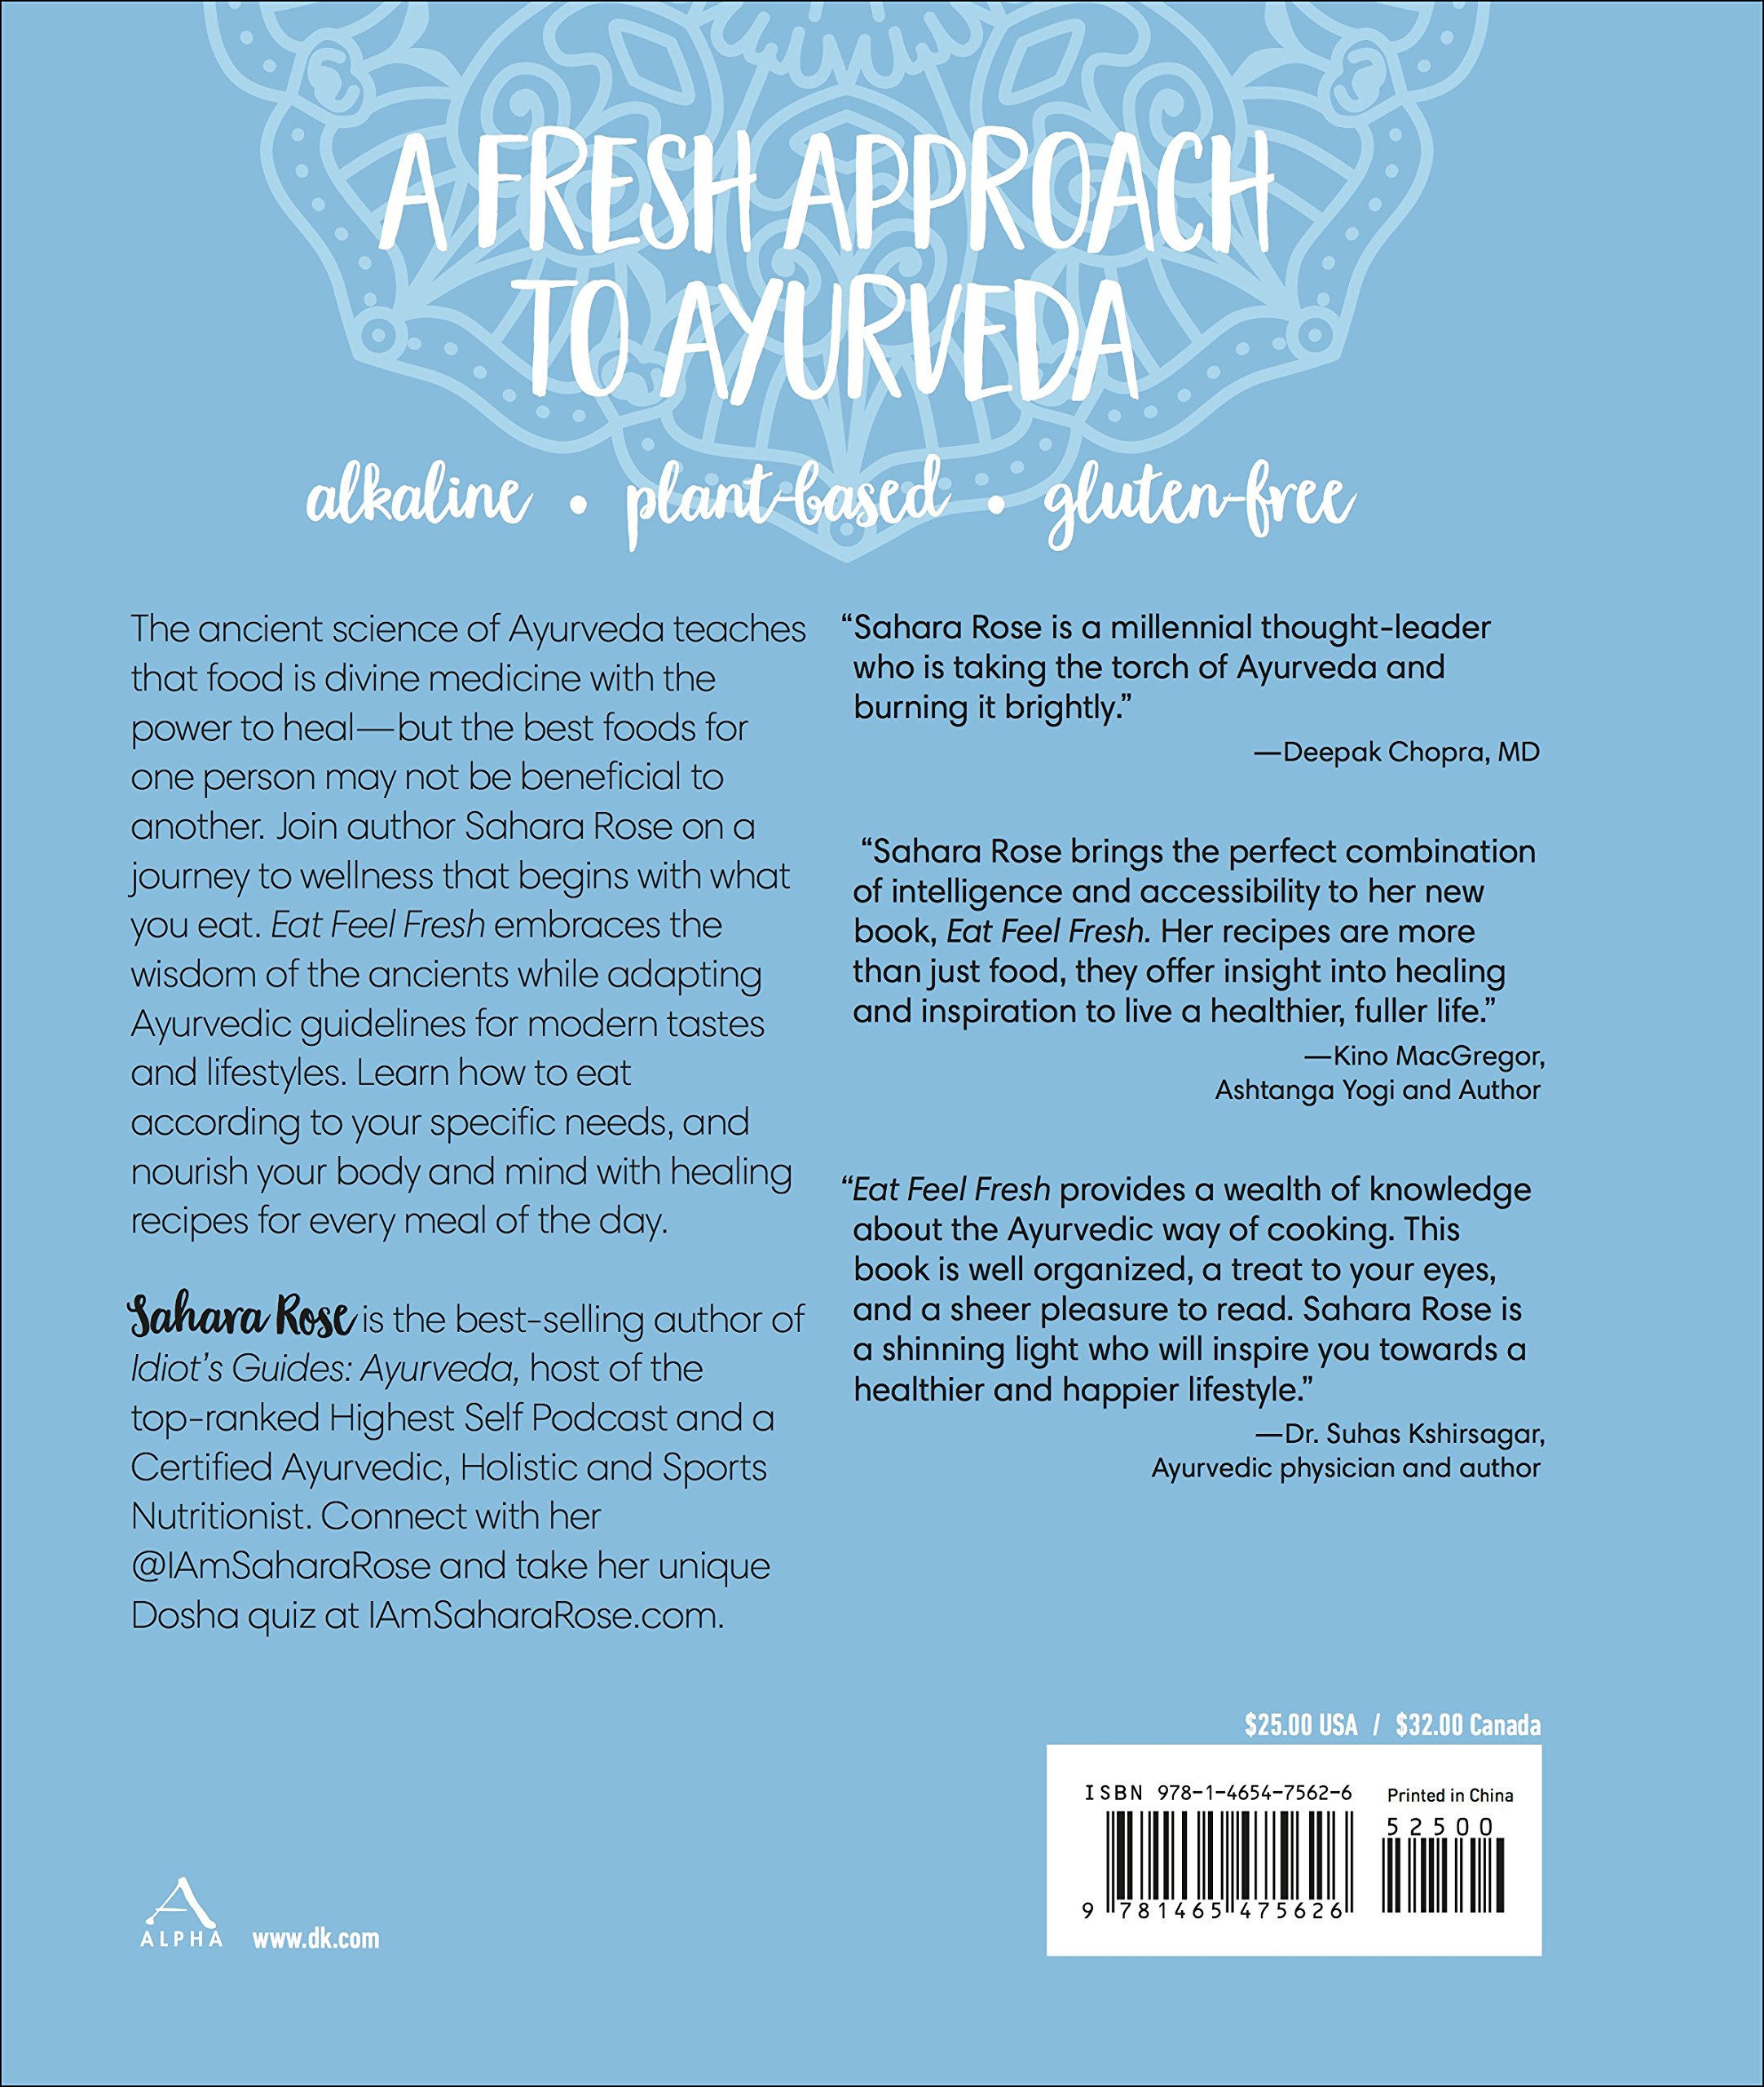 A FRESH APPROACH
TO AYURVEDA
alkaline • plant-based • gluten-free
The ancient science of Ayurveda teaches
that food is divine medicine with the
power to heal—but the best foods for
one person may not be beneficial to
another. Join author Sahara Rose on a
journey to wellness that begins with what
you eat. Eat Feel Fresh embraces the
wisdom of the ancients while adapting
Ayurvedic guidelines for modern tastes
and lifestyles. Learn how to eat
according to your specific needs, and
nourish your body and mind with healing
recipes for every meal of the day.
Sahara Rose is the best-selling author of
Idiot's Guides: Ayurveda, host of the
top-ranked Highest Self Podcast and a
Certified Ayurvedic, Holistic and Sports
Nutritionist. Connect with her
@IAmSaharaRose and take her unique
Dosha quiz at IAmSaharaRose.com.
“Sahara Rose is a millennial thought-leader
who is taking the torch of Ayurveda and
burning it brightly.”
—Deepak Chopra, MD
“Sahara Rose brings the perfect combination
of intelligence and accessibility to her new
book, Eat Feel Fresh. Her recipes are more
than just food, they offer insight into healing
and inspiration to live a healthier, fuller life.”
—Kino MacGregor,
Ashtanga Yogi and Author
“Eat Feel Fresh provides a wealth of knowledge
about the Ayurvedic way of cooking. This
book is well organized, a treat to your eyes,
and a sheer pleasure to read. Sahara Rose is
a shinning light who will inspire you towards a
healthier and happier lifestyle.”
—Dr. Suhas Kshirsagar,
Ayurvedic physician and author
$25.00 USA / $32.00 Canada
ISBN 978-1-4654-7562-6
Printed in China
52500
9 781465 475626
ALPHA
www.dk.com